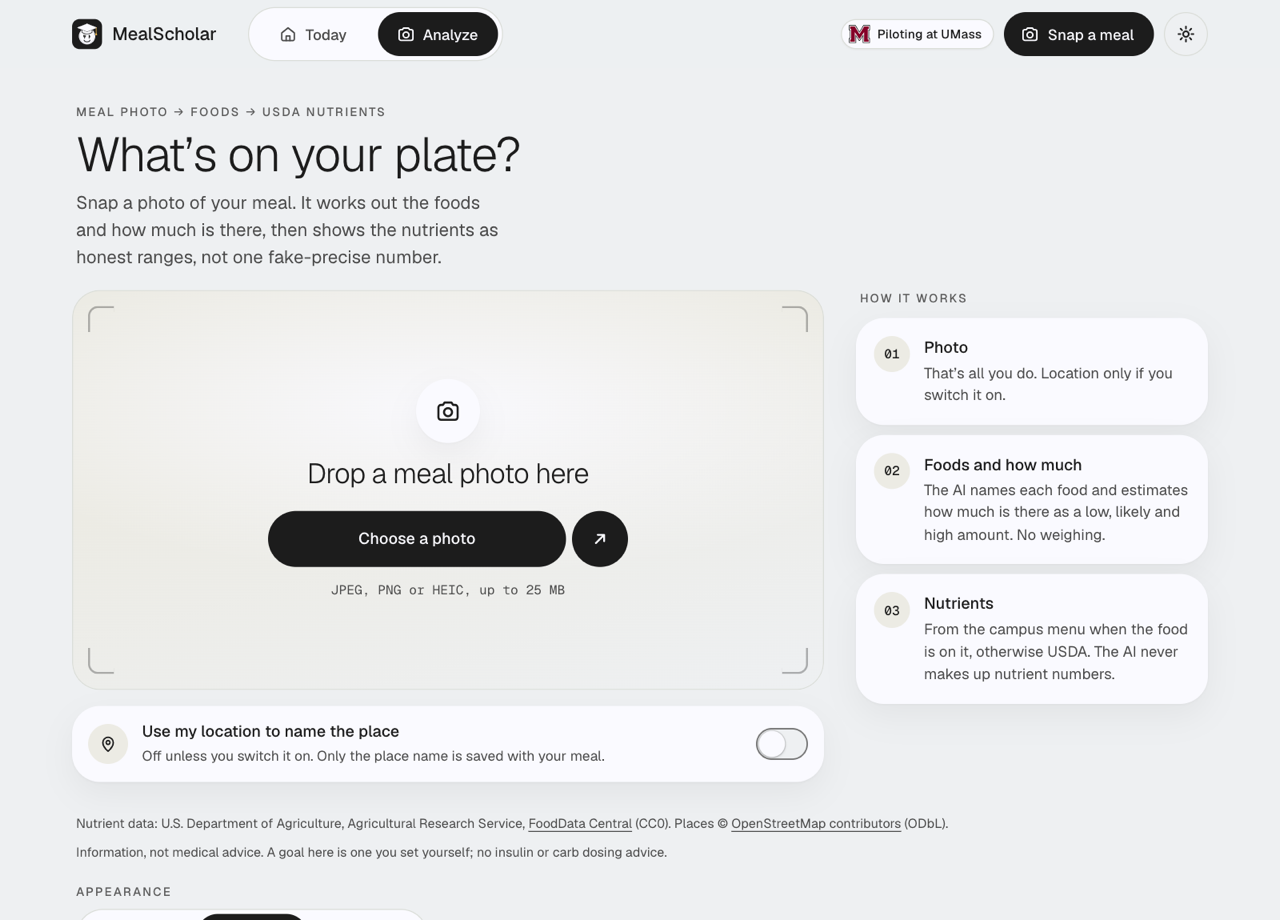 MealScholar
Today
Analyze
Piloting at UMass
Snap a meal
MEAL PHOTO → FOODS → USDA NUTRIENTS
What’s on your plate?
Snap a photo of your meal. It works out the foods
and how much is there, then shows the nutrients as
honest ranges, not one fake-precise number.
Drop a meal photo here
Choose a photo
JPEG, PNG or HEIC, up to 25 MB
Use my location to name the place
Off unless you switch it on. Only the place name is saved with your meal.
HOW IT WORKS
01
Photo
That’s all you do. Location only if you
switch it on.
02
Foods and how much
The AI names each food and estimates
how much is there as a low, likely and
high amount. No weighing.
03
Nutrients
From the campus menu when the food
is on it, otherwise USDA. The AI never
makes up nutrient numbers.
Nutrient data: U.S. Department of Agriculture, Agricultural Research Service, FoodData Central (CC0). Places © OpenStreetMap contributors (ODbL).
Information, not medical advice. A goal here is one you set yourself; no insulin or carb dosing advice.
APPEARANCE